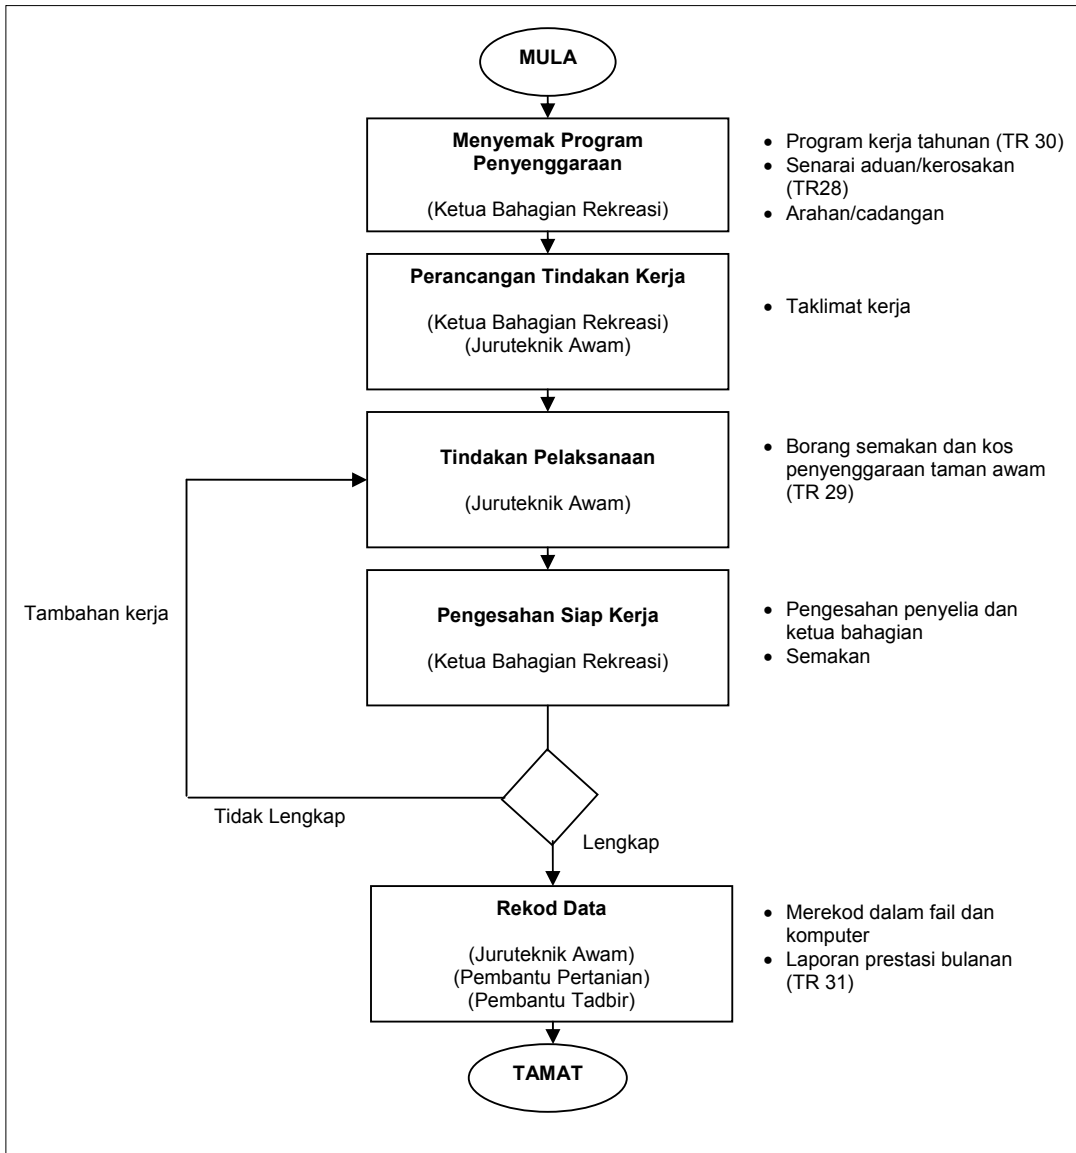 MULA
Menyemak Program
Penyenggaraan
(Ketua Bahagian Rekreasi)
• Program kerja tahunan (TR 30)
• Senarai aduan/kerosakan
(TR28)
• Arahan/cadangan
Perancangan Tindakan Kerja
(Ketua Bahagian Rekreasi)
(Juruteknik Awam)
• Taklimat kerja
Tindakan Pelaksanaan
(Juruteknik Awam)
• Borang semakan dan kos
penyenggaraan taman awam
(TR 29)
Tambahan kerja
Pengesahan Siap Kerja
(Ketua Bahagian Rekreasi)
• Pengesahan penyelia dan
ketua bahagian
• Semakan
Tidak Lengkap
Lengkap
Rekod Data
(Juruteknik Awam)
(Pembantu Pertanian)
(Pembantu Tadbir)
• Merekod dalam fail dan
komputer
• Laporan prestasi bulanan
(TR 31)
TAMAT